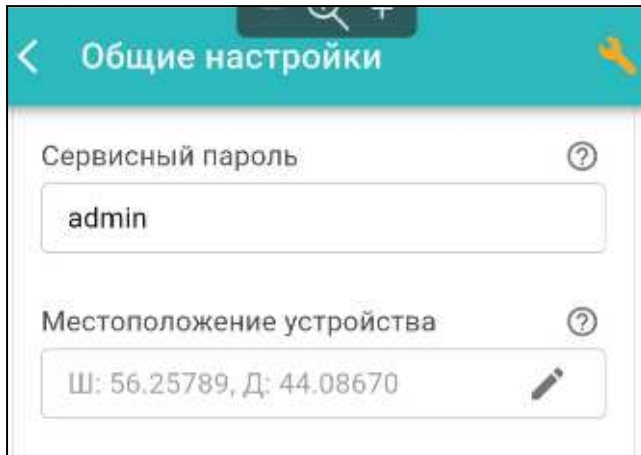 Общие настройки
Сервисный пароль
admin
Местоположение устройства
Ш: 56.25789, Д: 44.08670